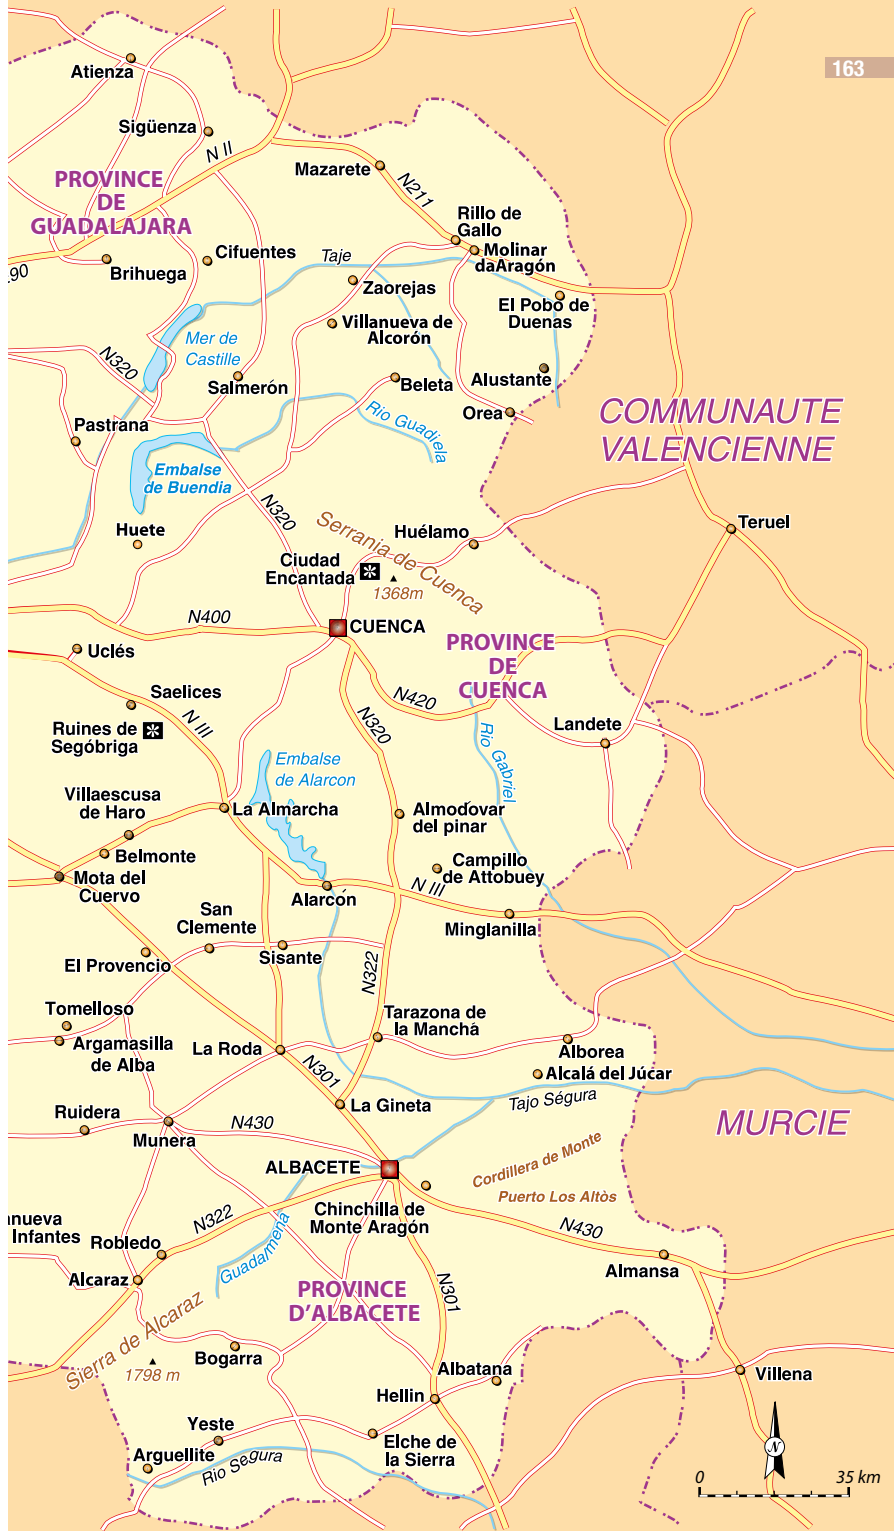 Atienza
163
Sigüenza
N II
PROVINCE
DE
GUADALAJARA
Mazarete
N211
Rillo de
Gallo
Molinar
daAragón
Cifuentes
Taje
Brihuega
Zaorejas
El Pobo de
Duenas
Villanueva de
Alcorón
Mer de
Castille
N320
Salmerón
Beleta
Alustante
Orea
Rio Guadiela
COMMUNAUTE
VALENCIENNE
Pastrana
Embalse
de Buendia
N320
Huete
Serrania de Cuenca
Huélamo
Teruel
Ciudad
Encantada
1368m
N400
CUENCA
PROVINCE
DE
CUENCA
Uclés
Saelices
N420
N III
N320
Ruines de
Segóbriga
Landete
Rio Gabriel
Embalse
de Alarcon
Villaescusa
de Haro
La Almarcha
Almodóvar
del pinar
Belmonte
Campillo
de Attobuey
Mota del
Cuervo
Alarcón
N III
San
Clemente
Minglanilla
El Provencio
Sisante
N322
Tomelloso
Tarazona de
la Manchá
Argamasilla
de Alba
La Roda
Alborea
N301
Alcalá del Júcar
Tajo Ségura
Ruidera
La Gineta
Munera
N430
MURCIE
ALBACETE
Cordillera de Monte
Puerto Los Altòs
Chinchilla de
Monte Aragón
N322
anueva
Infantes
Robledo
Guadarmena
N430
Alcaraz
Almansa
PROVINCE
D'ALBACETE
N301
Sierra de Alcaraz
1798 m
Bogarra
Albatana
Villena
Hellin
Yeste
Elche de
la Sierra
Arguellite
Rio Segura
N
0
35 km